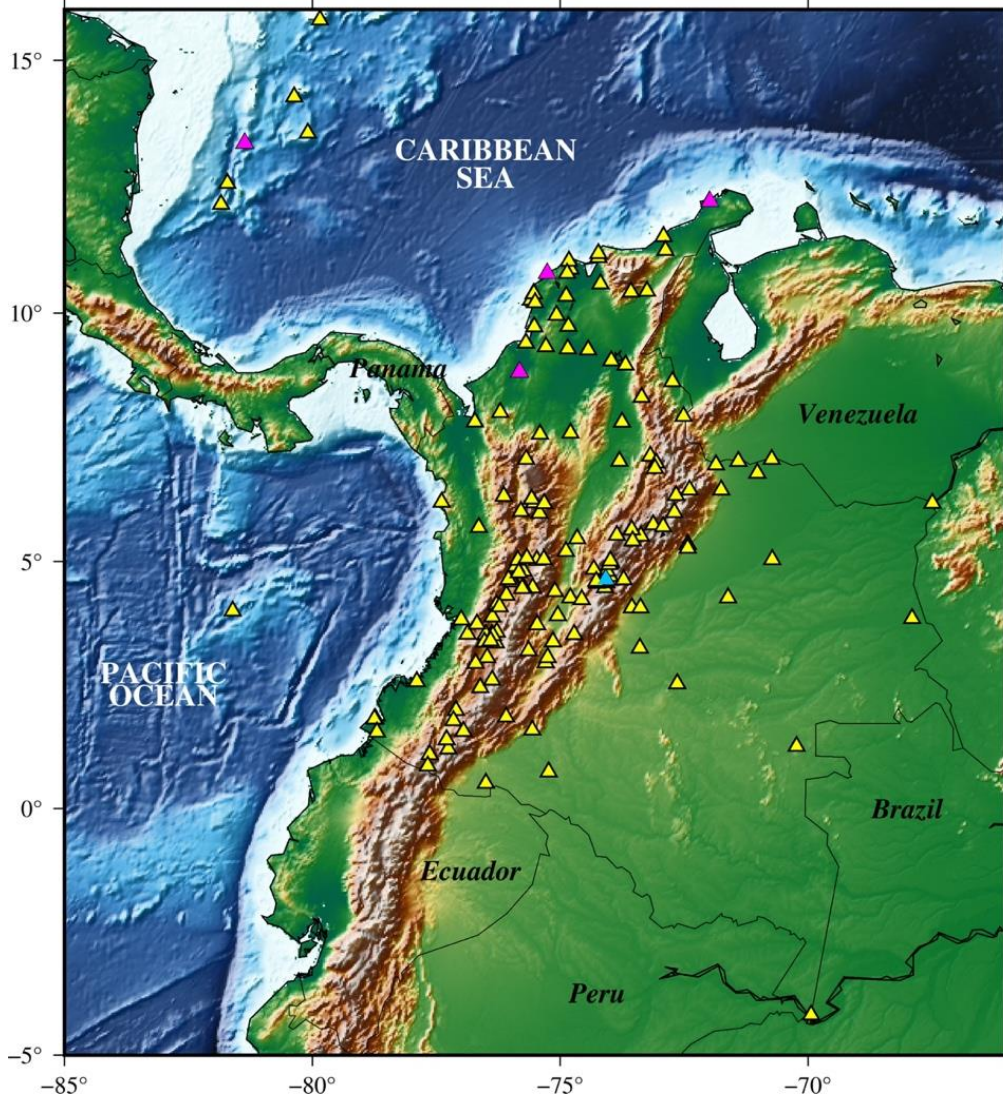 15°
CARIBBEAN
SEA
10°
Panama
Venezuela
5°
PACIFIC
OCEAN
0°
Brazil
Ecuador
Peru
−5°
−85°
−80°
−75°
−70°